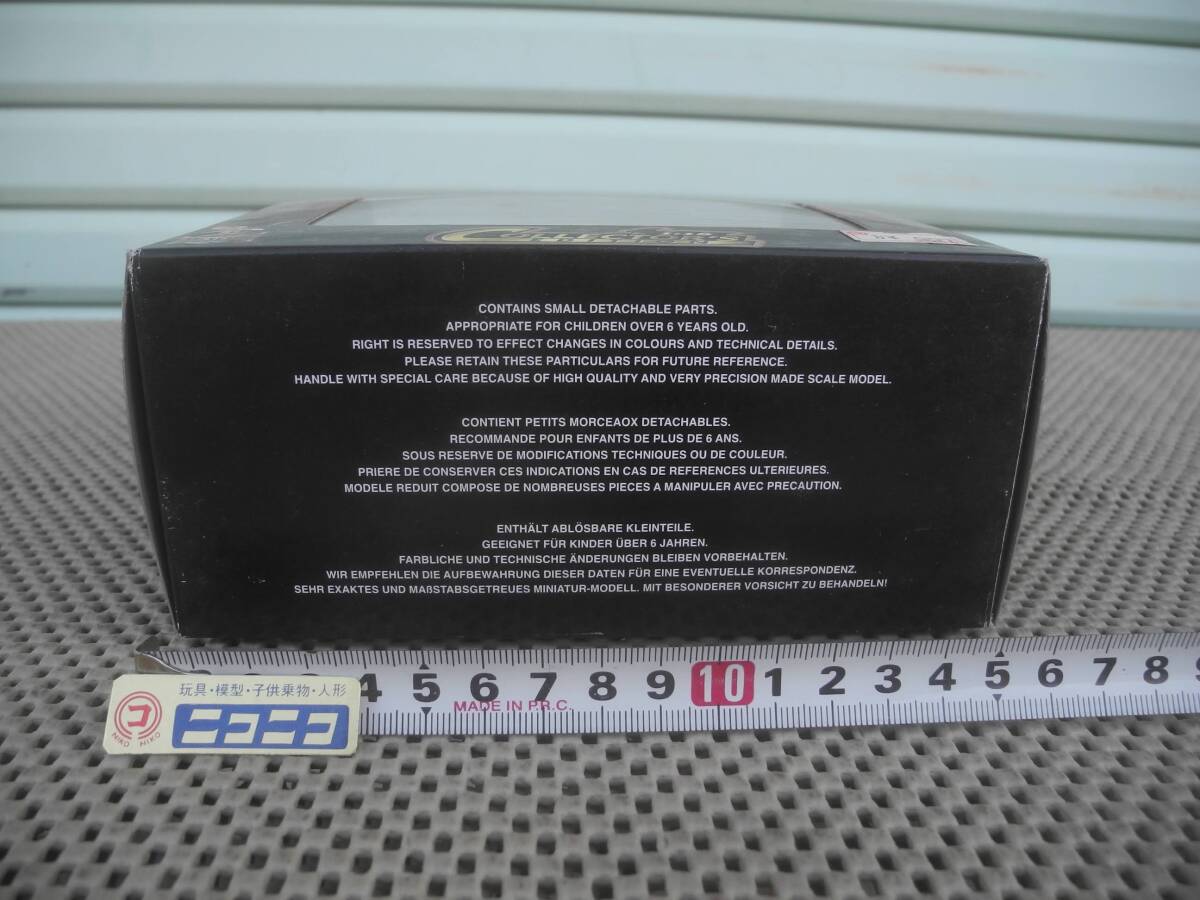 CONTAINS SMALL DETACHABLE PARTS.
APPROPRIATE FOR CHILDREN OVER 6 YEARS OLD.
RIGHT IS RESERVED TO EFFECT CHANGES IN COLOURS AND TECHNICAL DETAILS.
PLEASE RETAIN THESE PARTICULARS FOR FUTURE REFERENCE.
HANDLE WITH SPECIAL CARE BECAUSE OF HIGH QUALITY AND VERY PRECISION MADE SCALE MODEL.
CONTIENT PETITS MORCEAOX DETACHABLES.
RECOMMANDE POUR ENFANTS DE PLUS DE 6 ANS.
SOUS RESERVE DE MODIFICATIONS TECHNIQUES OU DE COULEUR.
PRIERE DE CONSERVER CES INDICATIONS EN CAS DE REFERENCES ULTERIEURES.
MODELE REDUIT COMPOSE DE NOMBREUSES PIECES A MANIPULER AVEC PRECAUTION.
ENTHÄLT ABLÖSBARE KLEINTEILE.
GEEIGNET FÜR KINDER ÜBER 6 JAHREN.
FARBLICHE UND TECHNISCHE ÄNDERUNGEN BLEIBEN VORBEHALTEN.
WIR EMPFEHLEN DIE AUFBEWAHRUNG DIESER DATEN FÜR EINE EVENTUELLE KORRESPONDENZ.
SEHR EXAKTES UND MAßSTABSGETREUES MINIATUR-MODELL. MIT BESONDERER VORSICHT ZU BEHANDELN!
4 5 6 7 8 9 10 1 2 3 4 5 6 7 8
MADE IN P.R.C.
玩具・模型・子供乗物・人形
コ ニコニコ
NIKO NIKO